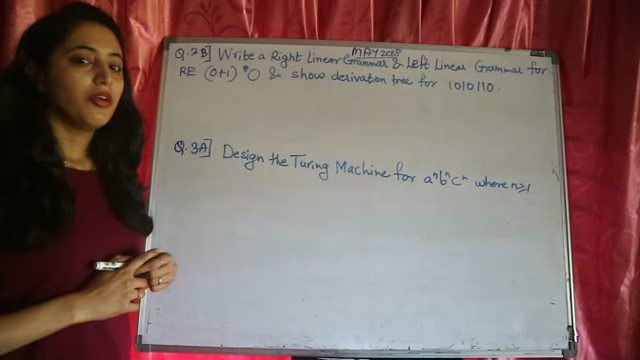 MAY 2018
Q.2B] Write a Right Linear Grammar & Left Linear Grammar for
RE (0+1)*0 & show derivation tree for 1010110.
Q.3A] Design the Turing Machine for aⁿbⁿcⁿ where n≥1